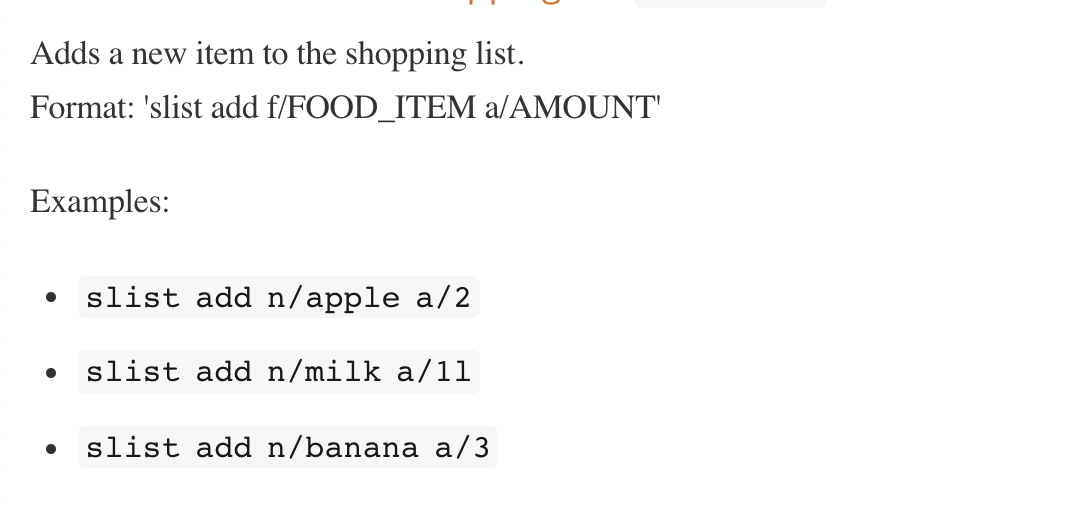 Adds a new item to the shopping list.
Format: 'slist add f/FOOD_ITEM a/AMOUNT'
Examples:
slist add n/apple a/2
slist add n/milk a/1l
slist add n/banana a/3